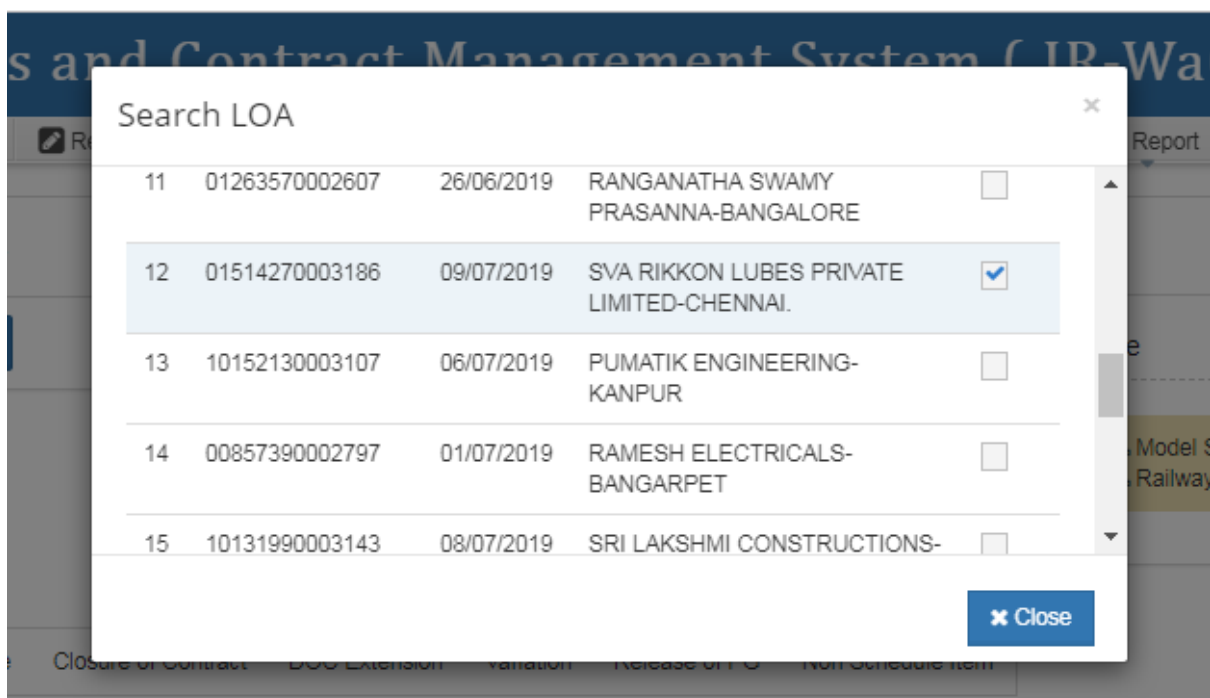 s and Contract Management System ( IR-Wa
Search LOA ×
Re
Report
11 01263570002607 26/06/2019 RANGANATHA SWAMY
PRASANNA-BANGALORE
12 01514270003186 09/07/2019 SVA RIKKON LUBES PRIVATE
LIMITED-CHENNAI.
13 10152130003107 06/07/2019 PUMATIK ENGINEERING-
KANPUR
e
14 00857390002797 01/07/2019 RAMESH ELECTRICALS-
BANGARPET
Model S
Railway
15 10131990003143 08/07/2019 SRI LAKSHMI CONSTRUCTIONS-
Close
e Closure of Contract DOC Extension Variation Release of PG Non Schedule Item